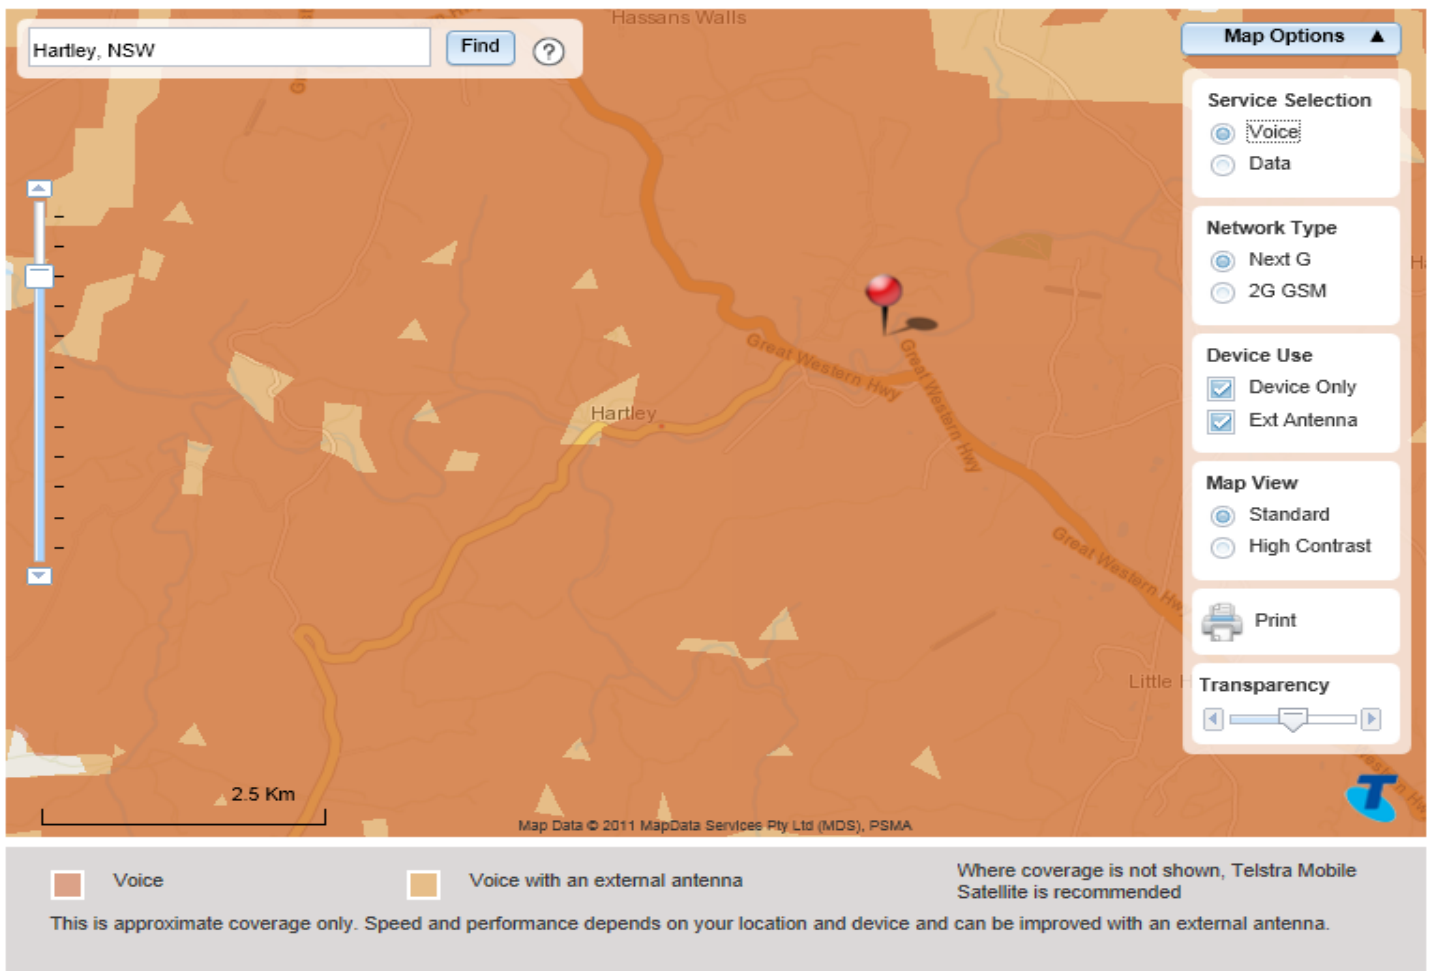 Hassans Walls
Hartley, NSW
Find
?
Map Options ▲
Service Selection
Voice
Data
Network Type
Next G
2G GSM
Device Use
Device Only
Ext Antenna
Map View
Standard
High Contrast
Print
Transparency
Great Western Hwy
Great Western Hwy
Hartley
Great Western Hwy
Little H
Western Hwy
2.5 Km
Map Data © 2011 MapData Services Pty Ltd (MDS), PSMA
T
Voice
Voice with an external antenna
Where coverage is not shown, Telstra Mobile
Satellite is recommended
This is approximate coverage only. Speed and performance depends on your location and device and can be improved with an external antenna.